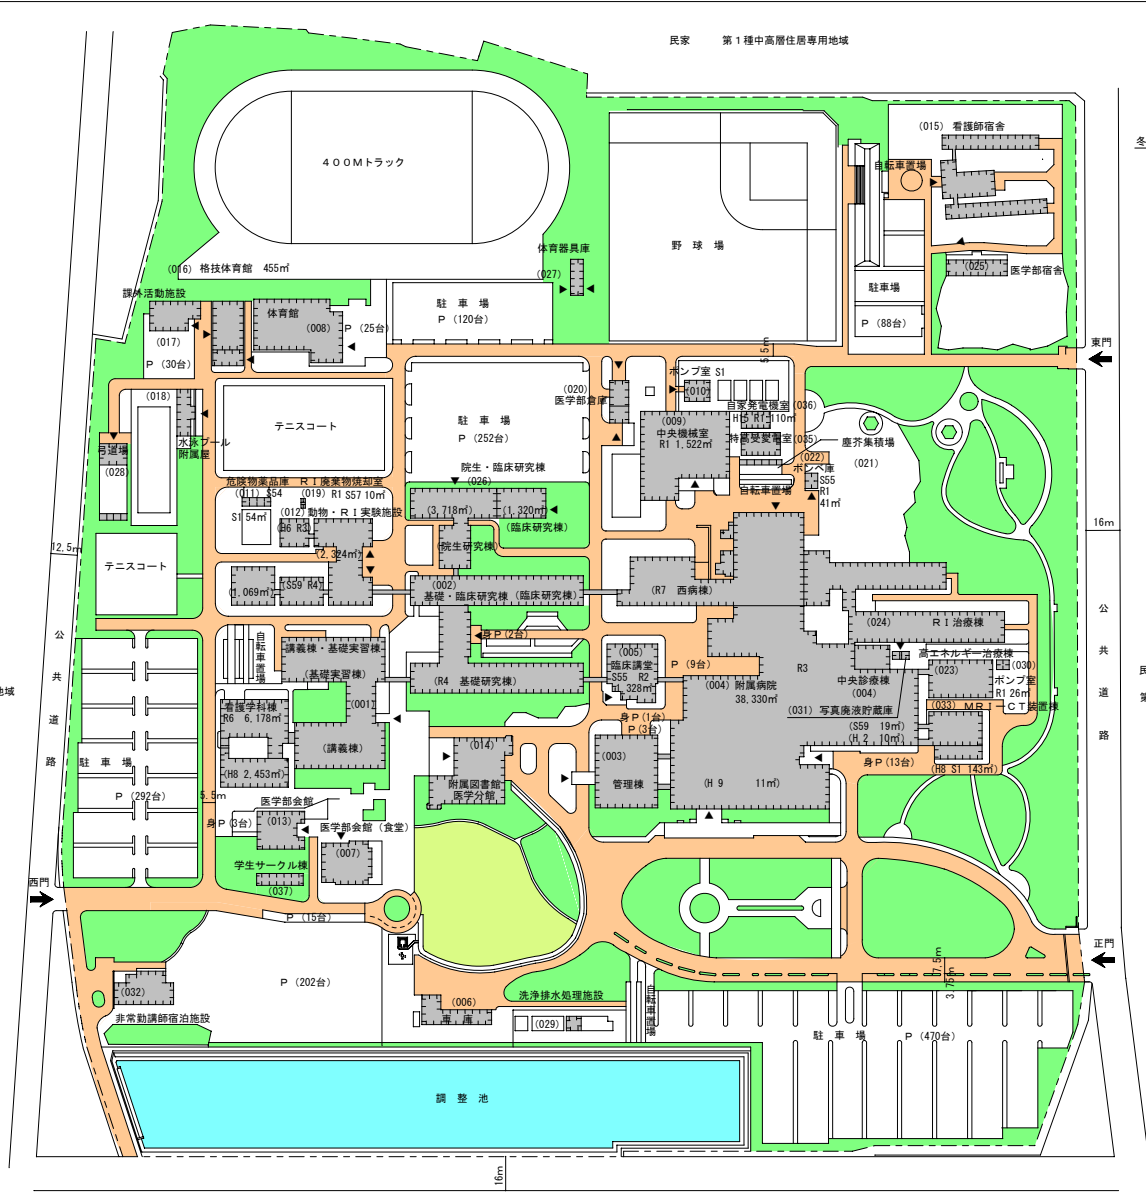 民家　　第１種中高層住居専用地域
冬
(015) 看護師宿舎
４００Ｍトラック
自転車置場
野 球 場
体育器具庫
(027)
(016) 格技体育館　455㎡
(025)
医学部宿舎
課外活動施設
駐車場
駐　車　場
Ｐ (120台)
体育館
(008)
Ｐ (25台)
Ｐ (88台)
(017)
Ｐ (30台)
5.5m
東門
ポンプ室 S1
(010)
(020)
医学部倉庫
(018)
自家発電機室(036)
H15 R1 110㎡
(009)
中央機械室
R1 1,522㎡
特高受変電室(035)
テニスコート
駐　車　場
Ｐ (252台)
水泳プール
附属屋
弓道場
(028)
塵芥集積場
(021)
(022)
ボンベ庫
S55
R1
41㎡
院生・臨床研究棟
(026)
危険物薬品庫
(011) S54
S1 54㎡
ＲＩ廃棄物焼却室
(019) R1 S57 10㎡
自転車置場
(012)動物・ＲＩ実験施設
(3,718㎡)
(1,320㎡)
(臨床研究棟)
(H6 R3)
16m
12.5m
(2,324㎡)
(院生研究棟)
テニスコート
(1,069㎡)
(S59 R4)
(002)
基礎・臨床研究棟 (臨床研究棟)
(R7　西病棟)
公共道路
公共道路
(024)
ＲＩ治療棟
自転車置場
身Ｐ(2台)
講義棟・基礎実習棟
(基礎実習棟)
(005)
臨床講堂
S55　R2
1,328㎡
Ｐ (9台)
R3
高エネルギー治療棟
(030)
ポンプ室
R1 26㎡
(023)
中央診療棟
(004)
(R4　基礎研究棟)
(004) 附属病院
38,330㎡
地域
民
第
看護学科棟
R6　6,178㎡
(001)
(031) 写真廃液貯蔵庫
(S59　19㎡)
(H 2　10㎡)
(033) ＭＲＩ－ＣＴ装置棟
身Ｐ(1台)
Ｐ(3台)
(講義棟)
(014)
附属図書館
医学分館
(003)
管理棟
駐　車　場
Ｐ (292台)
(H8 2,453㎡)
身Ｐ(13台)
(H8 S1 143㎡)
(H 9　　　11㎡)
5.5m
医学部会館
(013)
身Ｐ(3台)
医学部会館 (食堂)
(007)
学生サークル棟
(037)
西門
Ｐ (15台)
正門
7.5m
3.75m
Ｐ (202台)
(032)
非常勤講師宿泊施設
洗浄排水処理施設
(006)
車　庫
(029)
自転車置場
駐　車　場　　　Ｐ (470台)
調　整　池
16m